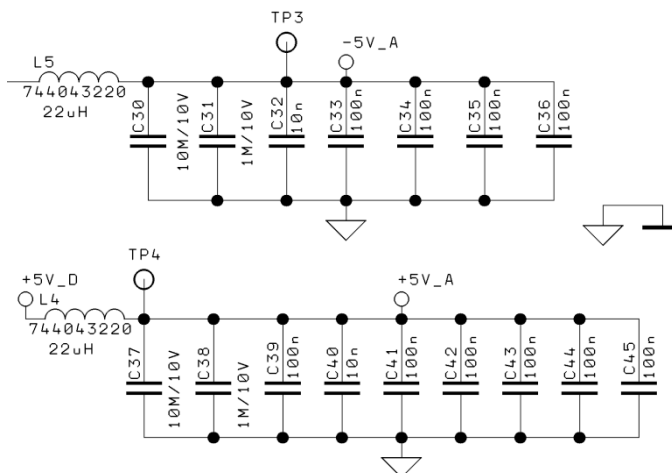 TP3
-5V_A
L5
744043220
22uH
C30
10M/10V
C31
1M/10V
C32
10n
C33
100n
C34
100n
C35
100n
C36
100n
TP4
+5V_D
+5V_A
L4
744043220
22uH
C37
10M/10V
C38
1M/10V
C39
100n
C40
10n
C41
100n
C42
100n
C43
100n
C44
100n
C45
100n